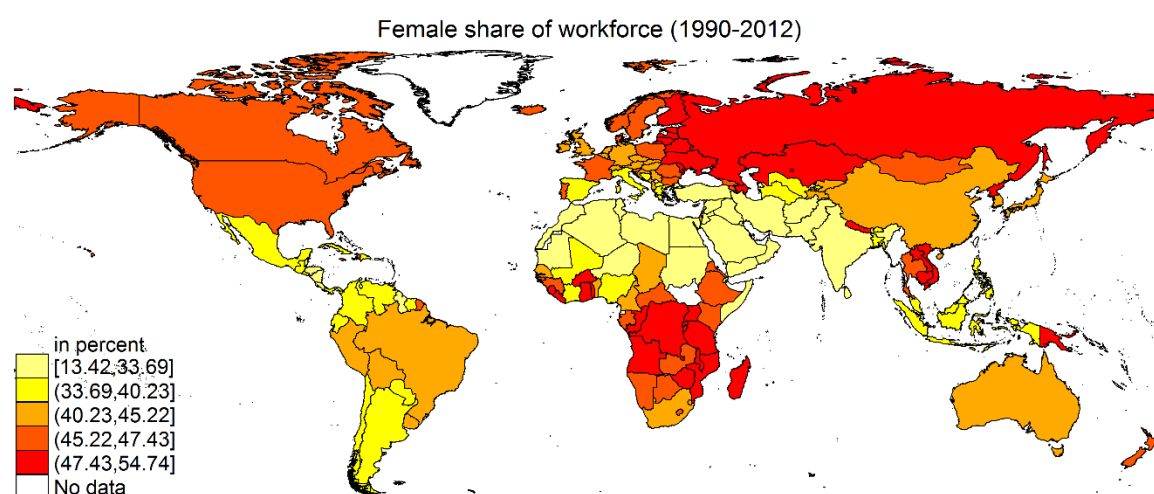 Female share of workforce (1990-2012)
in percent
[13.42,33.69]
(33.69,40.23]
(40.23,45.22]
(45.22,47.43]
(47.43,54.74]
No data